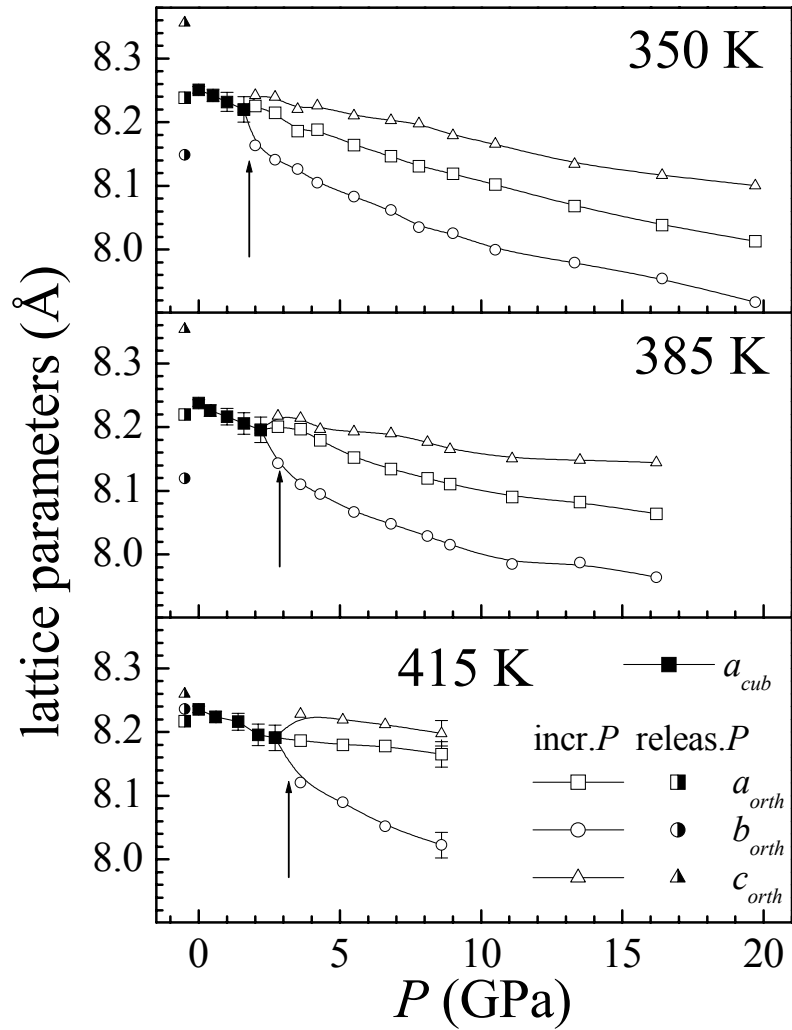 lattice parameters (Å)
350 K
8.3
8.2
8.1
8.0
385 K
8.3
8.2
8.1
8.0
415 K
8.3
8.2
8.1
8.0
a_cub
incr.P releas.P
a_orth
b_orth
c_orth
0 5 10 15 20
P (GPa)